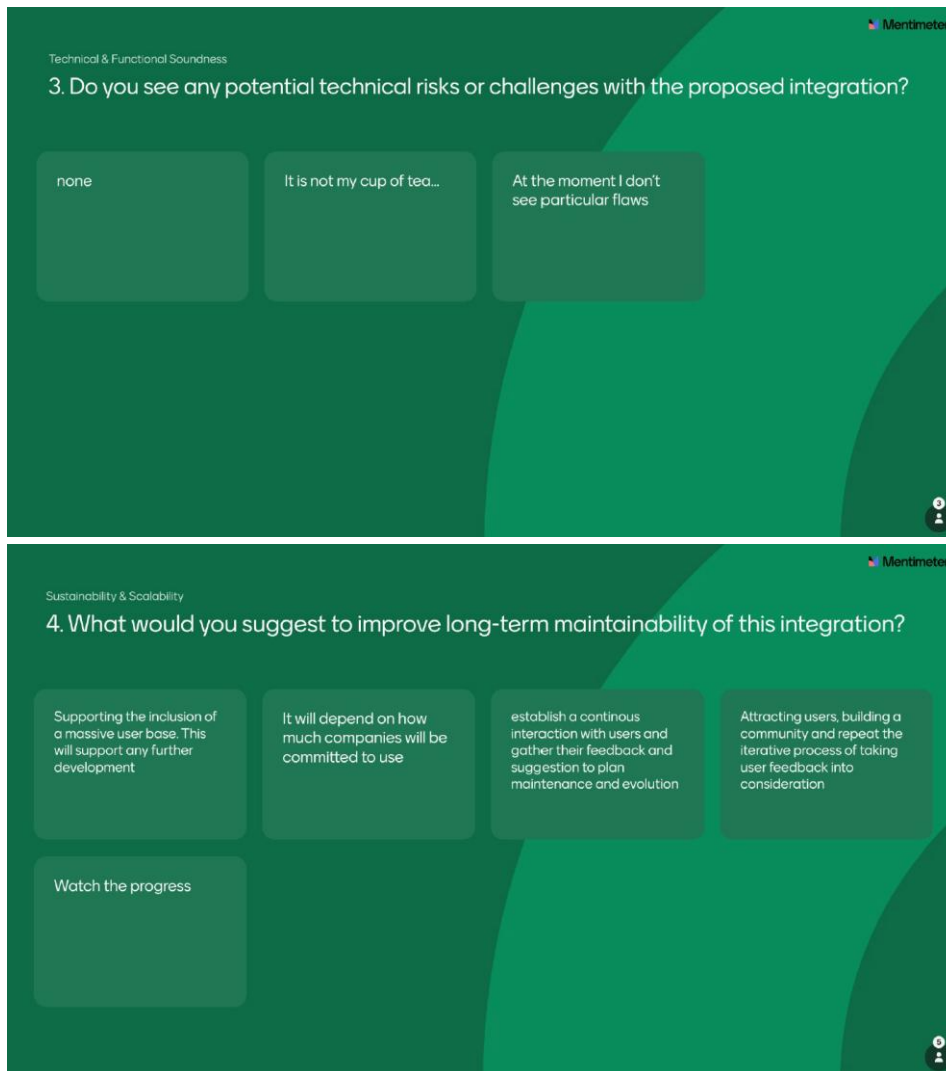 Mentimeter
Technical & Functional Soundness
3. Do you see any potential technical risks or challenges with the proposed integration?
none
It is not my cup of tea...
At the moment I don't
see particular flaws
3
Mentimeter
Sustainability & Scalability
4. What would you suggest to improve long-term maintainability of this integration?
Supporting the inclusion of
a massive user base. This
will support any further
development
It will depend on how
much companies will be
committed to use
establish a continous
interaction with users and
gather their feedback and
suggestion to plan
maintenance and evolution
Attracting users, building a
community and repeat the
iterative process of taking
user feedback into
consideration
Watch the progress
5